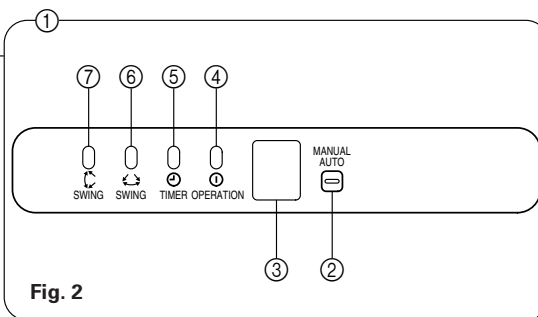 ①
⑦ ⑥ ⑤ ④
MANUAL
AUTO
SWING SWING TIMER OPERATION
③ ②
Fig. 2